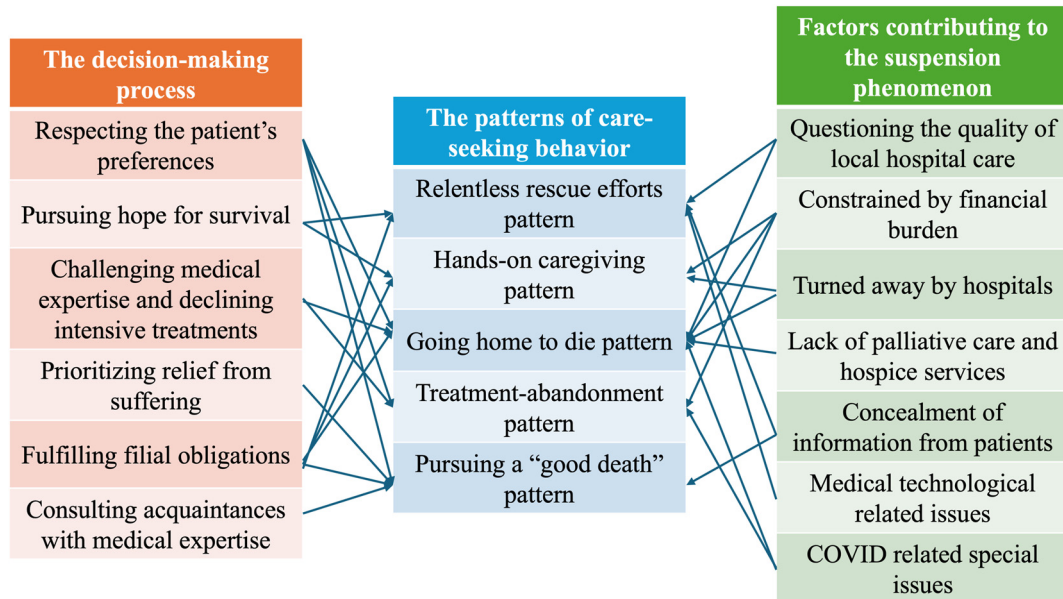 The decision-making
process
Respecting the patient's
preferences
Pursuing hope for survival
Challenging medical
expertise and declining
intensive treatments
Prioritizing relief from
suffering
Fulfilling filial obligations
Consulting acquaintances
with medical expertise
The patterns of care-
seeking behavior
Relentless rescue efforts
pattern
Hands-on caregiving
pattern
Going home to die pattern
Treatment-abandonment
pattern
Pursuing a “good death”
pattern
Factors contributing to
the suspension
phenomenon
Questioning the quality of
local hospital care
Constrained by financial
burden
Turned away by hospitals
Lack of palliative care and
hospice services
Concealment of
information from patients
Medical technological
related issues
COVID related special
issues